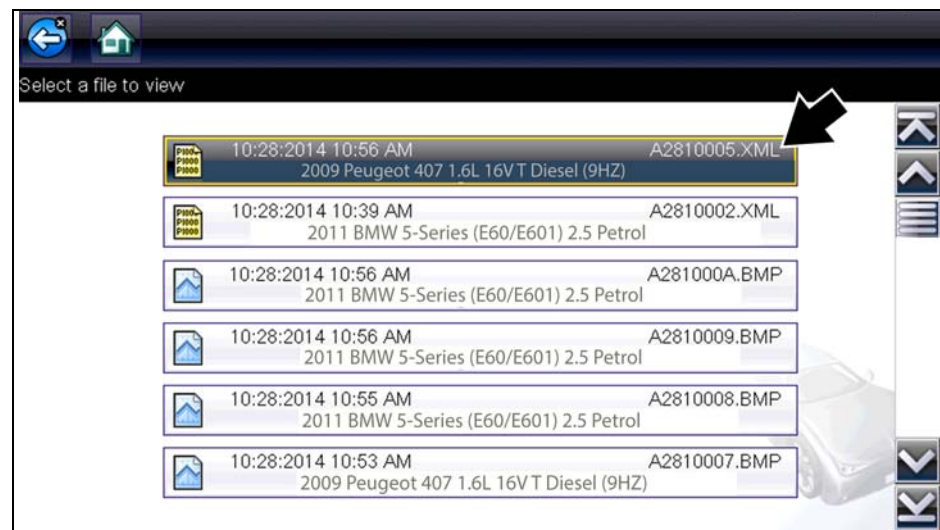 Select a file to view
10:28:2014 10:56 AM A2810005.XML
2009 Peugeot 407 1.6L 16V T Diesel (9HZ)
10:28:2014 10:39 AM A2810002.XML
2011 BMW 5-Series (E60/E601) 2.5 Petrol
10:28:2014 10:56 AM A281000A.BMP
2011 BMW 5-Series (E60/E601) 2.5 Petrol
10:28:2014 10:56 AM A2810009.BMP
2011 BMW 5-Series (E60/E601) 2.5 Petrol
10:28:2014 10:55 AM A2810008.BMP
2011 BMW 5-Series (E60/E601) 2.5 Petrol
10:28:2014 10:53 AM A2810007.BMP
2009 Peugeot 407 1.6L 16V T Diesel (9HZ)